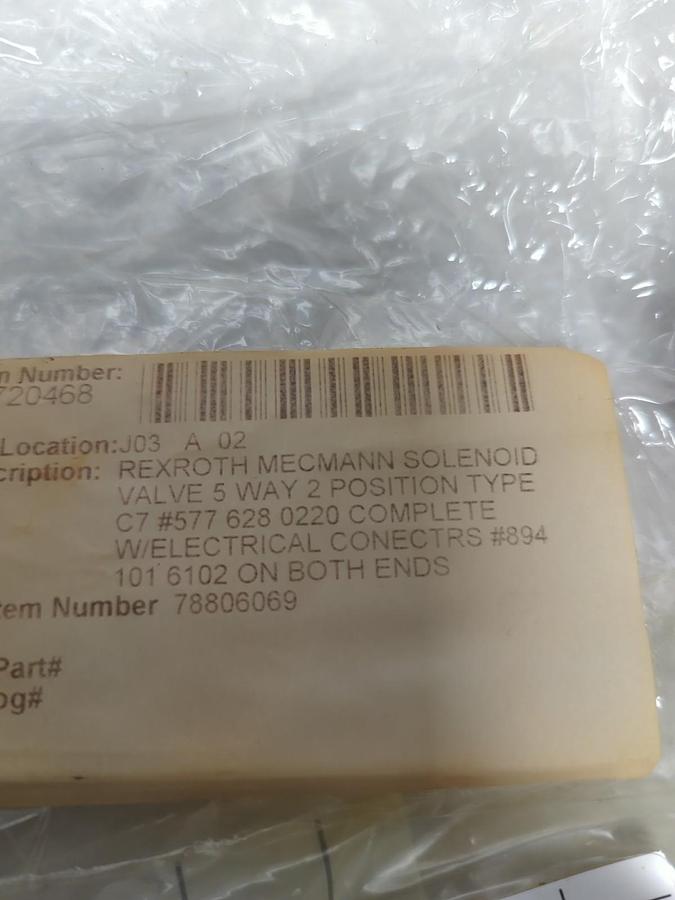 m Number:
720468
Location: J03 A 02
cription: REXROTH MECMANN SOLENOID
VALVE 5 WAY 2 POSITION TYPE
C7 #577 628 0220 COMPLETE
W/ELECTRICAL CONECTRS #894
101 6102 ON BOTH ENDS
tem Number 78806069
Part#
og#